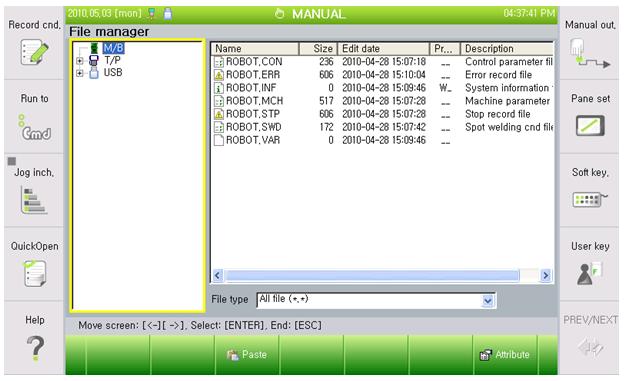 2010,05,03 [mon] MANUAL 04:37:41 PM
Record cnd,
File manager
Manual out,
M/B
T/P
USB
Name Size Edit date Pr... Description
ROBOT,CON 236 2010-04-28 15:07:18 __ Control parameter fil
ROBOT,ERR 606 2010-04-28 15:10:04 __ Error record file
ROBOT,INF 0 2010-04-28 15:09:46 W_ System information
ROBOT,MCH 517 2010-04-28 15:07:28 __ Machine parameter
ROBOT,STP 606 2010-04-28 15:07:28 __ Stop record file
ROBOT,SWD 172 2010-04-28 15:07:42 __ Spot welding cnd file
ROBOT,VAR 0 2010-04-28 15:09:46 __
Run to
Cmd
Pane set
Jog inch,
Soft key,
QuickOpen
User key
F
File type All file (*,*)
Help
?
PREV/NEXT
Move screen: [<-][ ->], Select: [ENTER], End: [ESC]
Paste Attribute